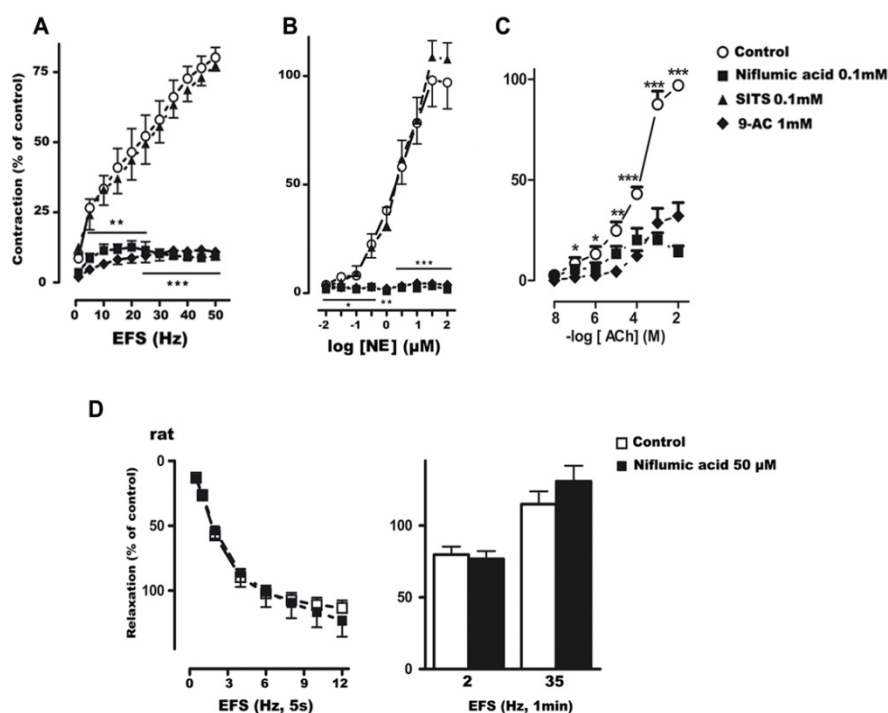 A
Contraction (% of control)
75
50
25
0
**
***
0 10 20 30 40 50
EFS (Hz)
B
100
50
0
***
*
**
-2 -1 0 1 2
log [NE] (µM)
C
100
50
0
*
*
**
***
***
***
8 6 4 2
-log [ ACh] (M)
Control
Niflumic acid 0.1mM
SITS 0.1mM
9-AC 1mM
D
rat
Relaxation (% of control)
0
50
100
0 3 6 9 12
EFS (Hz, 5s)
100
50
0
2 35
EFS (Hz, 1min)
Control
Niflumic acid 50 µM